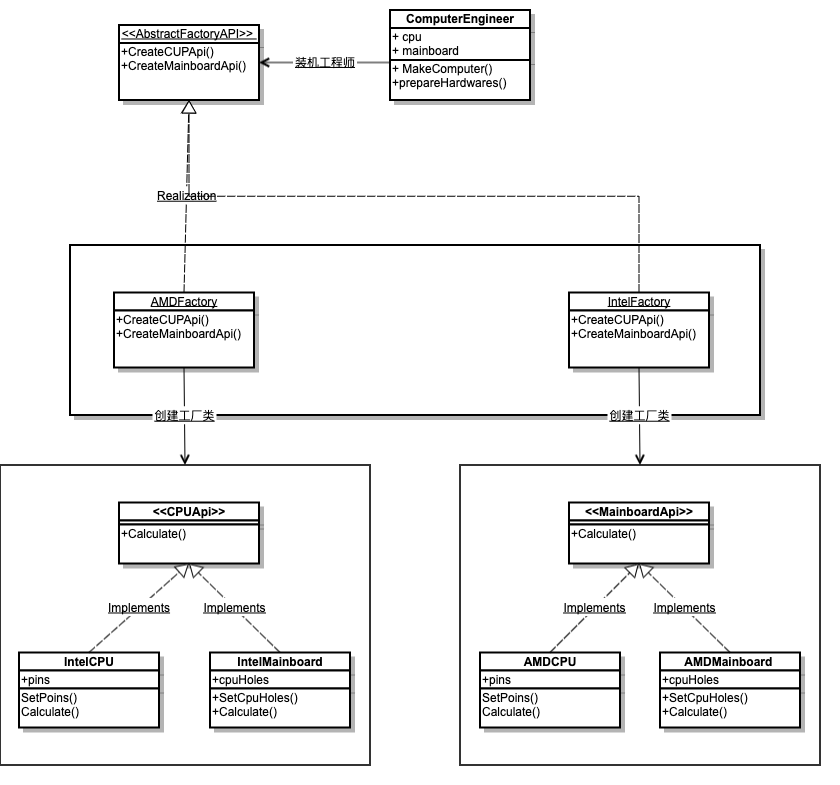 <<AbstractFactoryAPI>>
+CreateCUPApi()
+CreateMainboardApi()
装机工程师
ComputerEngineer
+ cpu
+ mainboard
+ MakeComputer()
+prepareHardwares()
Realization
AMDFactory
+CreateCUPApi()
+CreateMainboardApi()
IntelFactory
+CreateCUPApi()
+CreateMainboardApi()
创建工厂类
创建工厂类
<<CPUApi>>
+Calculate()
Implements
Implements
IntelCPU
+pins
SetPoins()
Calculate()
IntelMainboard
+cpuHoles
+SetCpuHoles()
+Calculate()
<<MainboardApi>>
+Calculate()
Implements
Implements
AMDCPU
+pins
SetPoins()
Calculate()
AMDMainboard
+cpuHoles
+SetCpuHoles()
+Calculate()